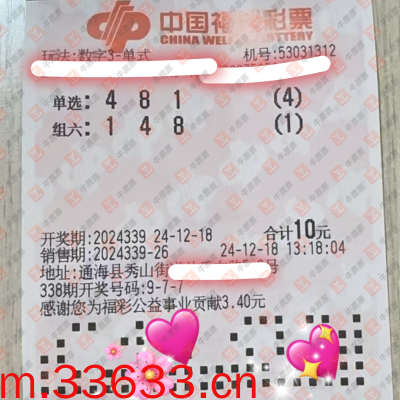 中国福利彩票
CHINA WELFARE LOTTERY
玩法:数字3-单式 机号:53031312
单选: 4 8 1 (4)
组六: 1 4 8 (1)
开奖期:2024339 24-12-18 合计10元
销售期:2024339-26 24-12-18 13:18:04
地址:通海县秀山街 号
338期开奖号码:9-7-7
感谢您为福彩公益事业贡献3.40元
m.33633.cn